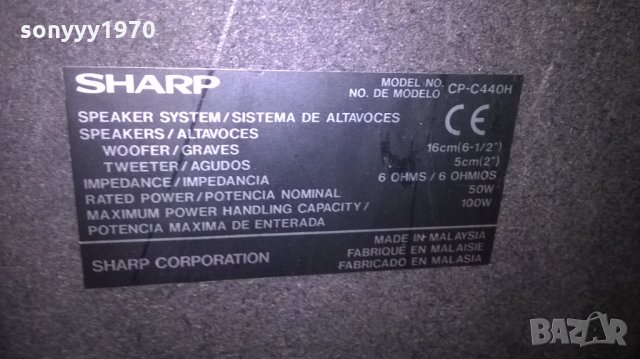 sonyyy1970
SHARP
MODEL NO. CP-C440H
NO. DE MODELO
SPEAKER SYSTEM/SISTEMA DE ALTAVOCES
SPEAKERS/ALTAVOCES
WOOFER/GRAVES 16cm(6-1/2")
TWEETER/AGUDOS 5cm(2")
IMPEDANCE/IMPEDANCIA 6 OHMS/6 OHMIOS
RATED POWER/POTENCIA NOMINAL 50W
MAXIMUM POWER HANDLING CAPACITY/ 100W
POTENCIA MAXIMA DE ENTERADA
CE
SHARP CORPORATION
MADE IN MALAYSIA
FABRIQUÉ EN MALAISIE
FABRICADO EN MALASIA
BAZAR
bg